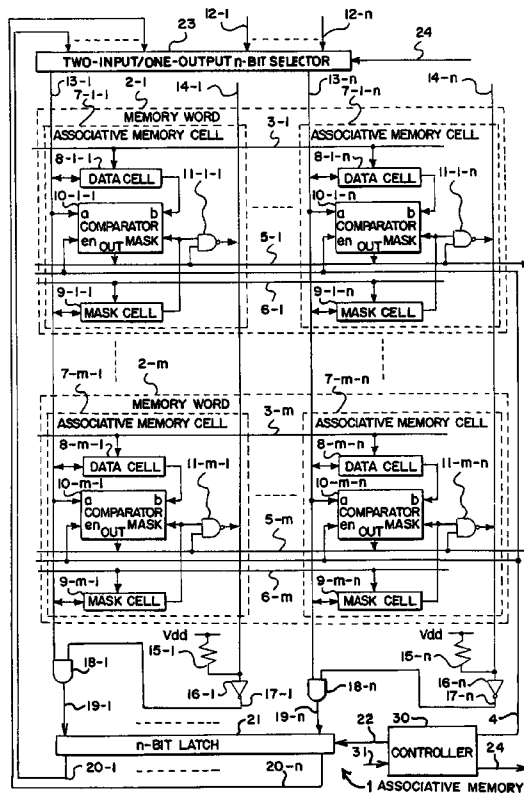 23 12-1 12-n
24
TWO-INPUT/ONE-OUTPUT n-BIT SELECTOR
13-1 2-1 14-1 13-n 14-n
7-1-1 7-1-n
MEMORY WORD
ASSOCIATIVE MEMORY CELL 3-1 ASSOCIATIVE MEMORY CELL
8-1-1 8-1-n
DATA CELL 11-1-1 DATA CELL 11-1-n
10-1-1 10-1-n
a b a b
COMPARATOR COMPARATOR
en OUT MASK 5-1 en OUT MASK
9-1-1 6-1 9-1-n
MASK CELL MASK CELL
7-m-1 2-m 7-m-n
MEMORY WORD
ASSOCIATIVE MEMORY CELL 3-m ASSOCIATIVE MEMORY CELL
8-m-1 8-m-n
DATA CELL 11-m-1 DATA CELL 11-m-n
10-m-1 10-m-n
a b a b
COMPARATOR COMPARATOR
en OUT MASK 5-m en OUT MASK
9-m-1 6-m 9-m-n
MASK CELL MASK CELL
Vdd Vdd
15-1 15-n
18-1 16-1 17-1 18-n 16-n 17-n
19-1 21 19-n 22 30 4
n-BIT LATCH CONTROLLER
31 24
20-1 20-n 1 ASSOCIATIVE MEMORY